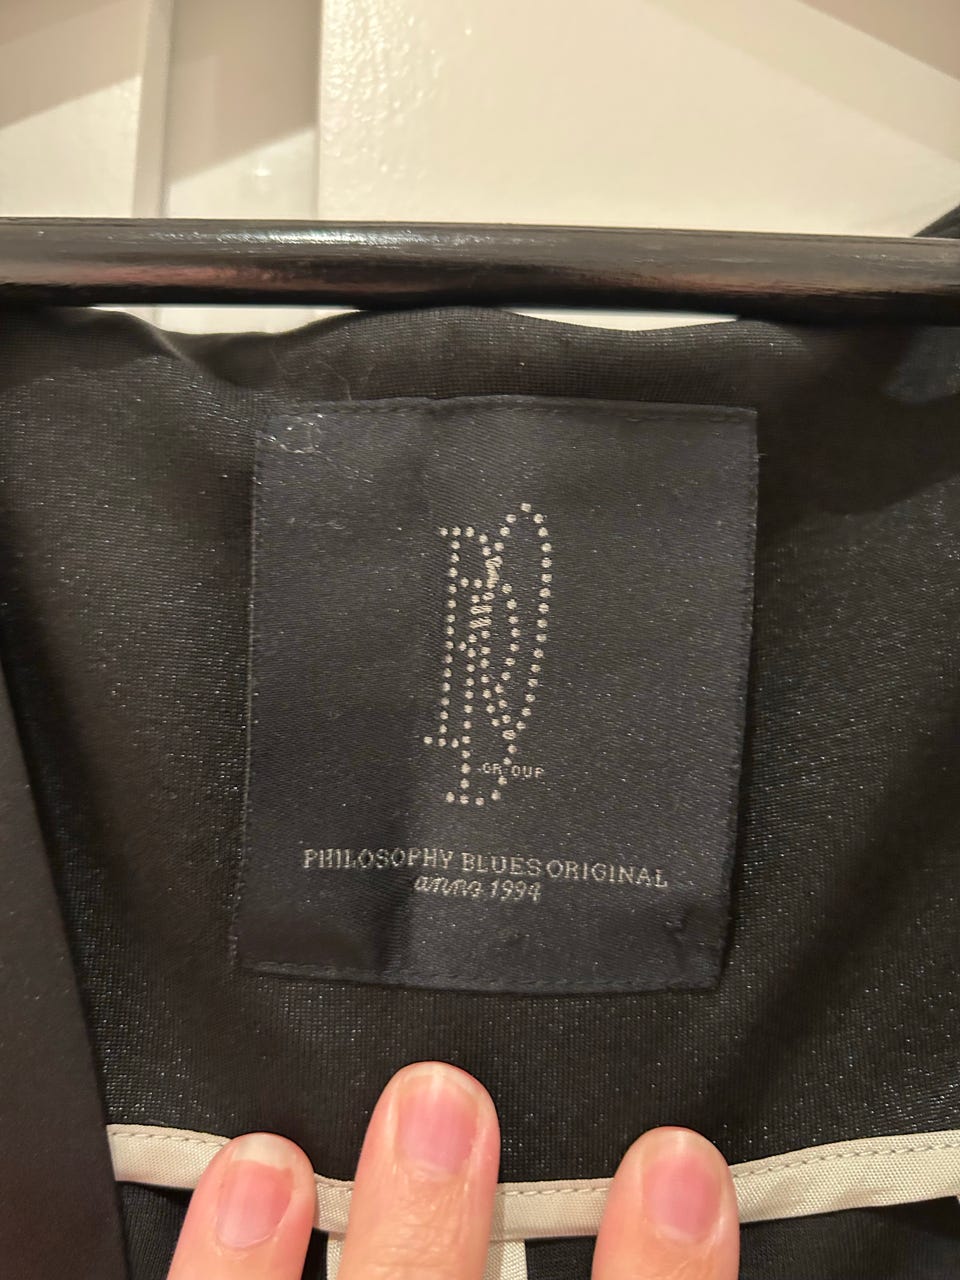 GROUP
PHILOSOPHY BLUES ORIGINAL
anno 1994